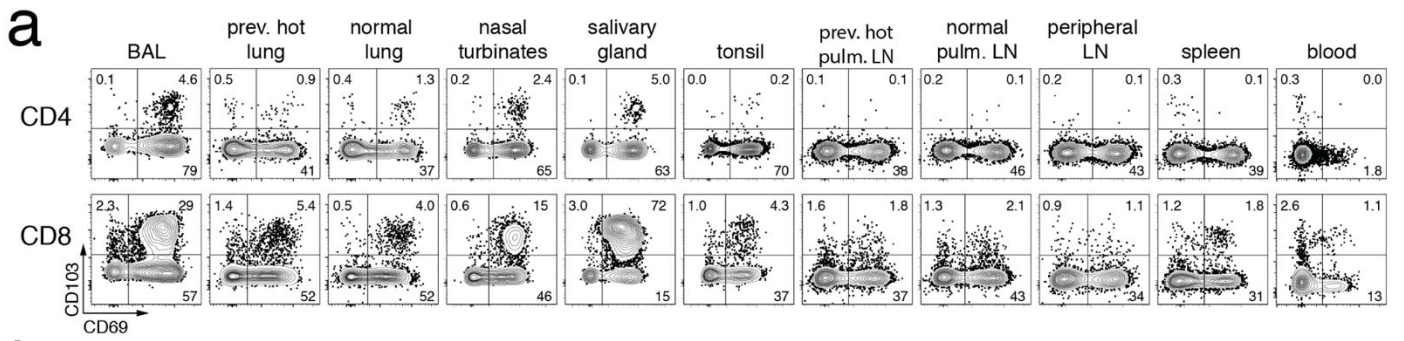 a
BAL
prev. hot
lung
normal
lung
nasal
turbinates
salivary
gland
tonsil
prev. hot
pulm. LN
normal
pulm. LN
peripheral
LN
spleen
blood
CD4
0.1 4.6
79
0.5 0.9
41
0.4 1.3
37
0.2 2.4
65
0.1 5.0
63
0.0 0.2
70
0.1 0.1
38
0.2 0.1
46
0.2 0.1
43
0.3 0.1
39
0.3 0.0
1.8
CD8
2.3 29
57
1.4 5.4
52
0.5 4.0
52
0.6 15
46
3.0 72
15
1.0 4.3
37
1.6 1.8
37
1.3 2.1
43
0.9 1.1
34
1.2 1.8
31
2.6 1.1
13
CD103
CD69